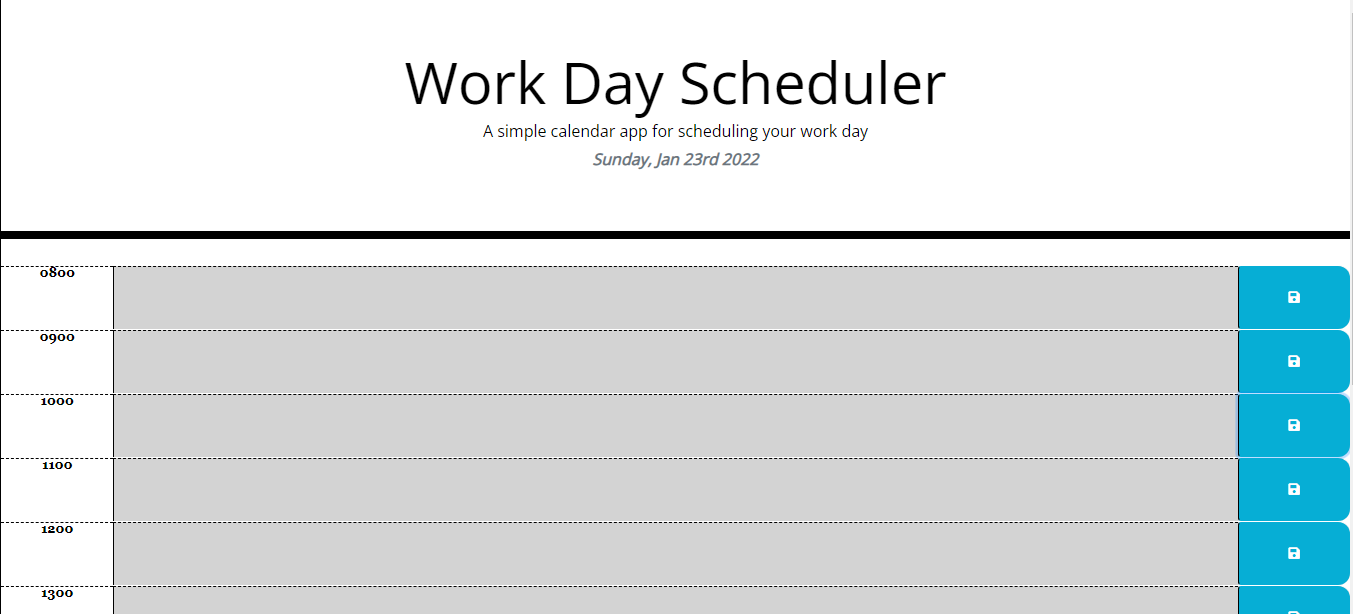 Work Day Scheduler
A simple calendar app for scheduling your work day
Sunday, Jan 23rd 2022
0800
0900
1000
1100
1200
1300